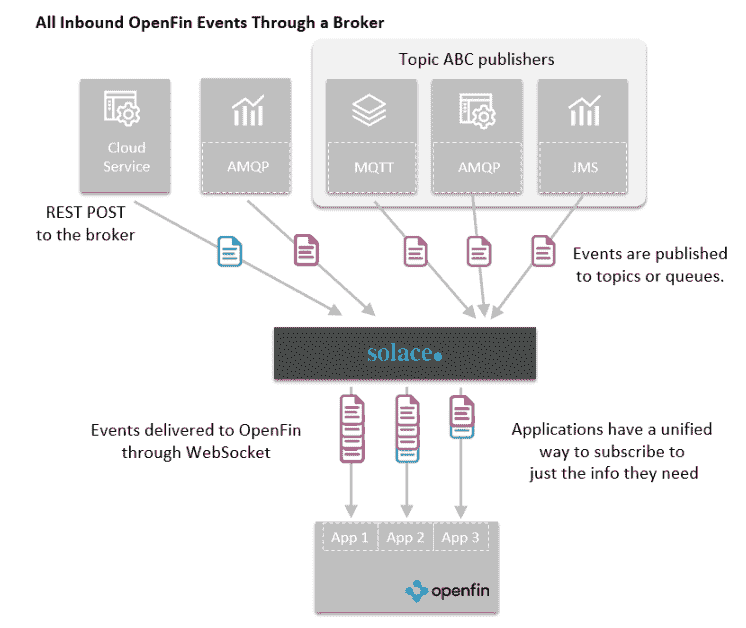 All Inbound OpenFin Events Through a Broker
Topic ABC publishers
Cloud
Service
AMQP
MQTT
AMQP
JMS
REST POST
to the broker
Events are published
to topics or queues.
solace.
Events delivered to OpenFin
through WebSocket
Applications have a unified
way to subscribe to
just the info they need
App 1
App 2
App 3
openfin